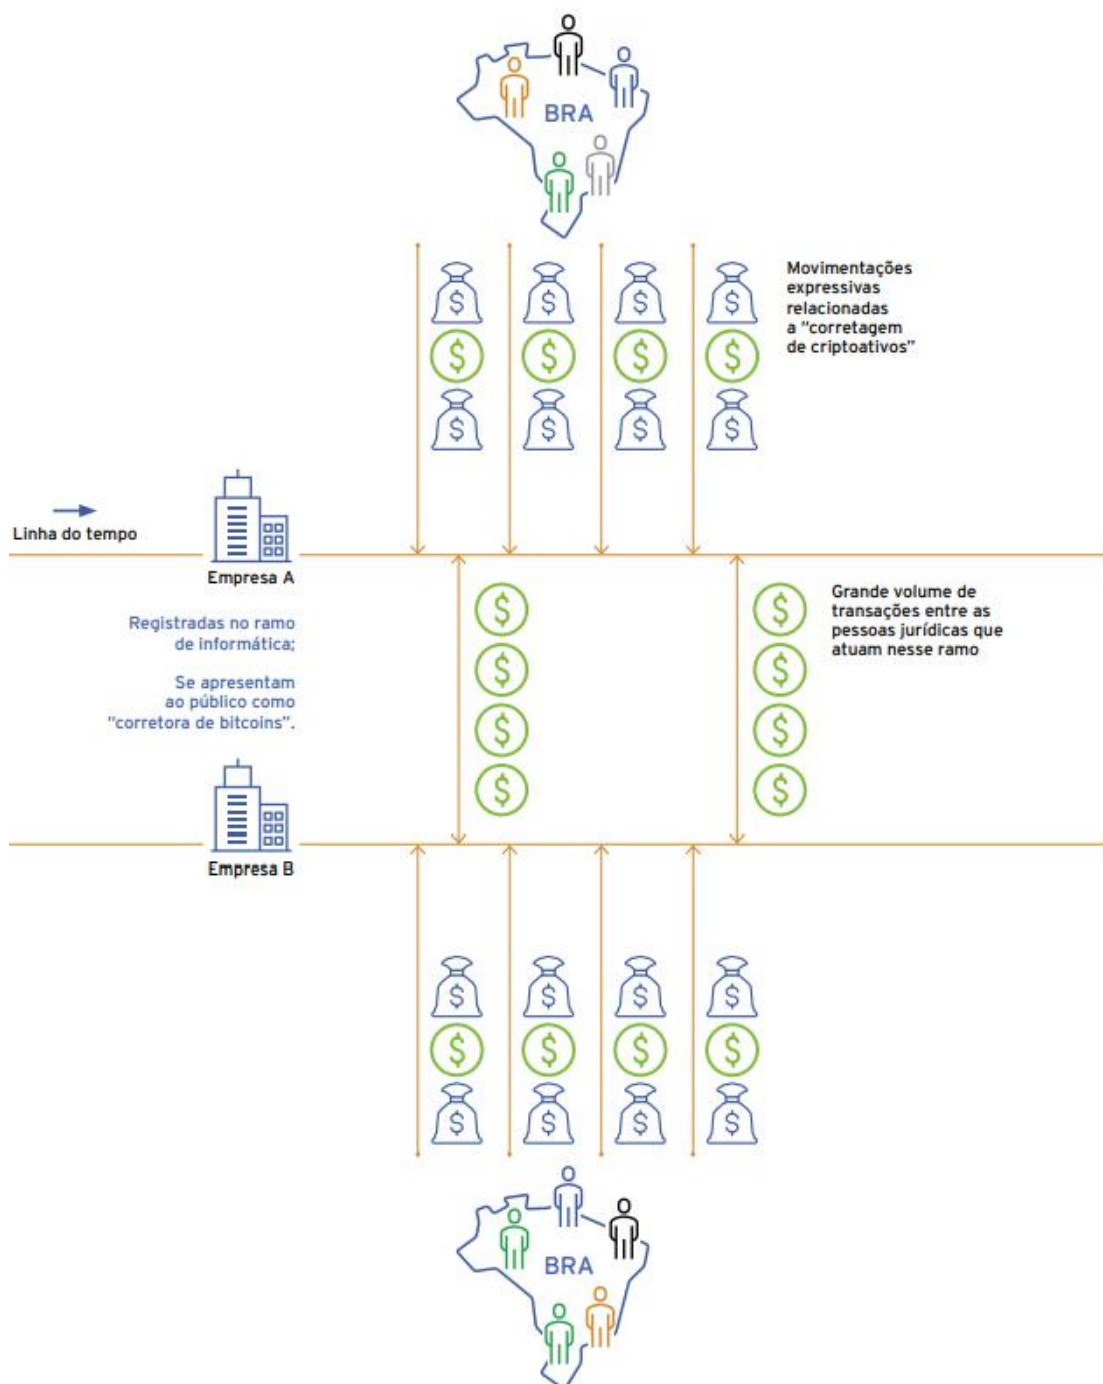 BRA
$ $ $ $
$ $ $ $
$ $ $ $
Movimentações
expressivas
relacionadas
a "corretagem
de criptoativos"
Linha do tempo
Empresa A
Registradas no ramo
de informática;
Se apresentam
ao público como
"corretora de bitcoins".
$ $
$ $
$ $
$ $
Grande volume de
transações entre as
pessoas jurídicas que
atuam nesse ramo
Empresa B
$ $ $ $
$ $ $ $
$ $ $ $
BRA